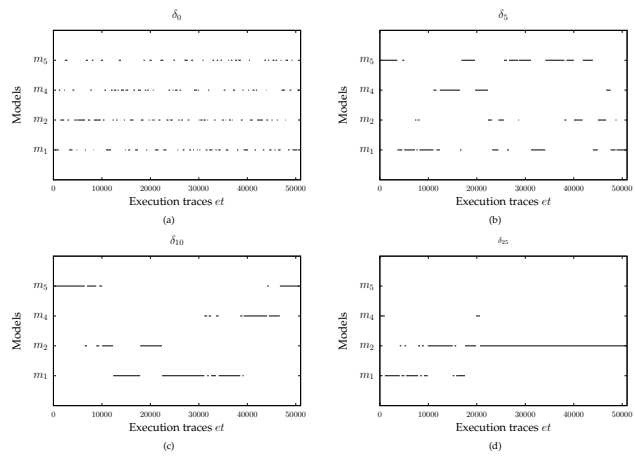 δ0
Models
m5
m4
m2
m1
0 10000 20000 30000 40000 50000
Execution traces et
(a)
δ5
Models
m5
m4
m2
m1
0 10000 20000 30000 40000 50000
Execution traces et
(b)
δ10
Models
m5
m4
m2
m1
0 10000 20000 30000 40000 50000
Execution traces et
(c)
δ25
Models
m5
m4
m2
m1
0 10000 20000 30000 40000 50000
Execution traces et
(d)